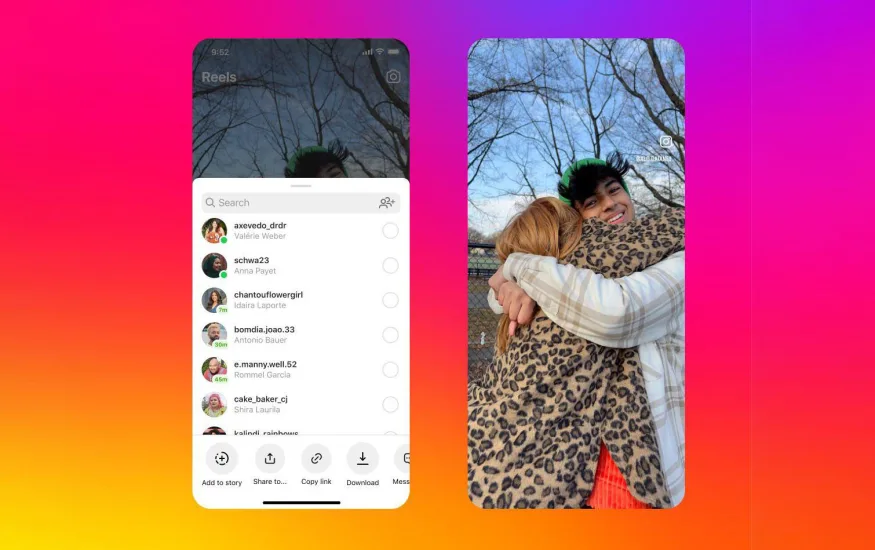 9:52
Reels
Search
axevedo_drdr
Valérie Weber
schwa23
Anna Payet
chantouflowergirl
Idaira Laporte
7m
bomdia.joao.33
Antonio Bauer
30m
e.manny.well.52
Rommel Garcia
45m
cake_baker_cj
Shira Laurila
kalindi_rainbows
Add to story
Share to...
Copy link
Download
Mess